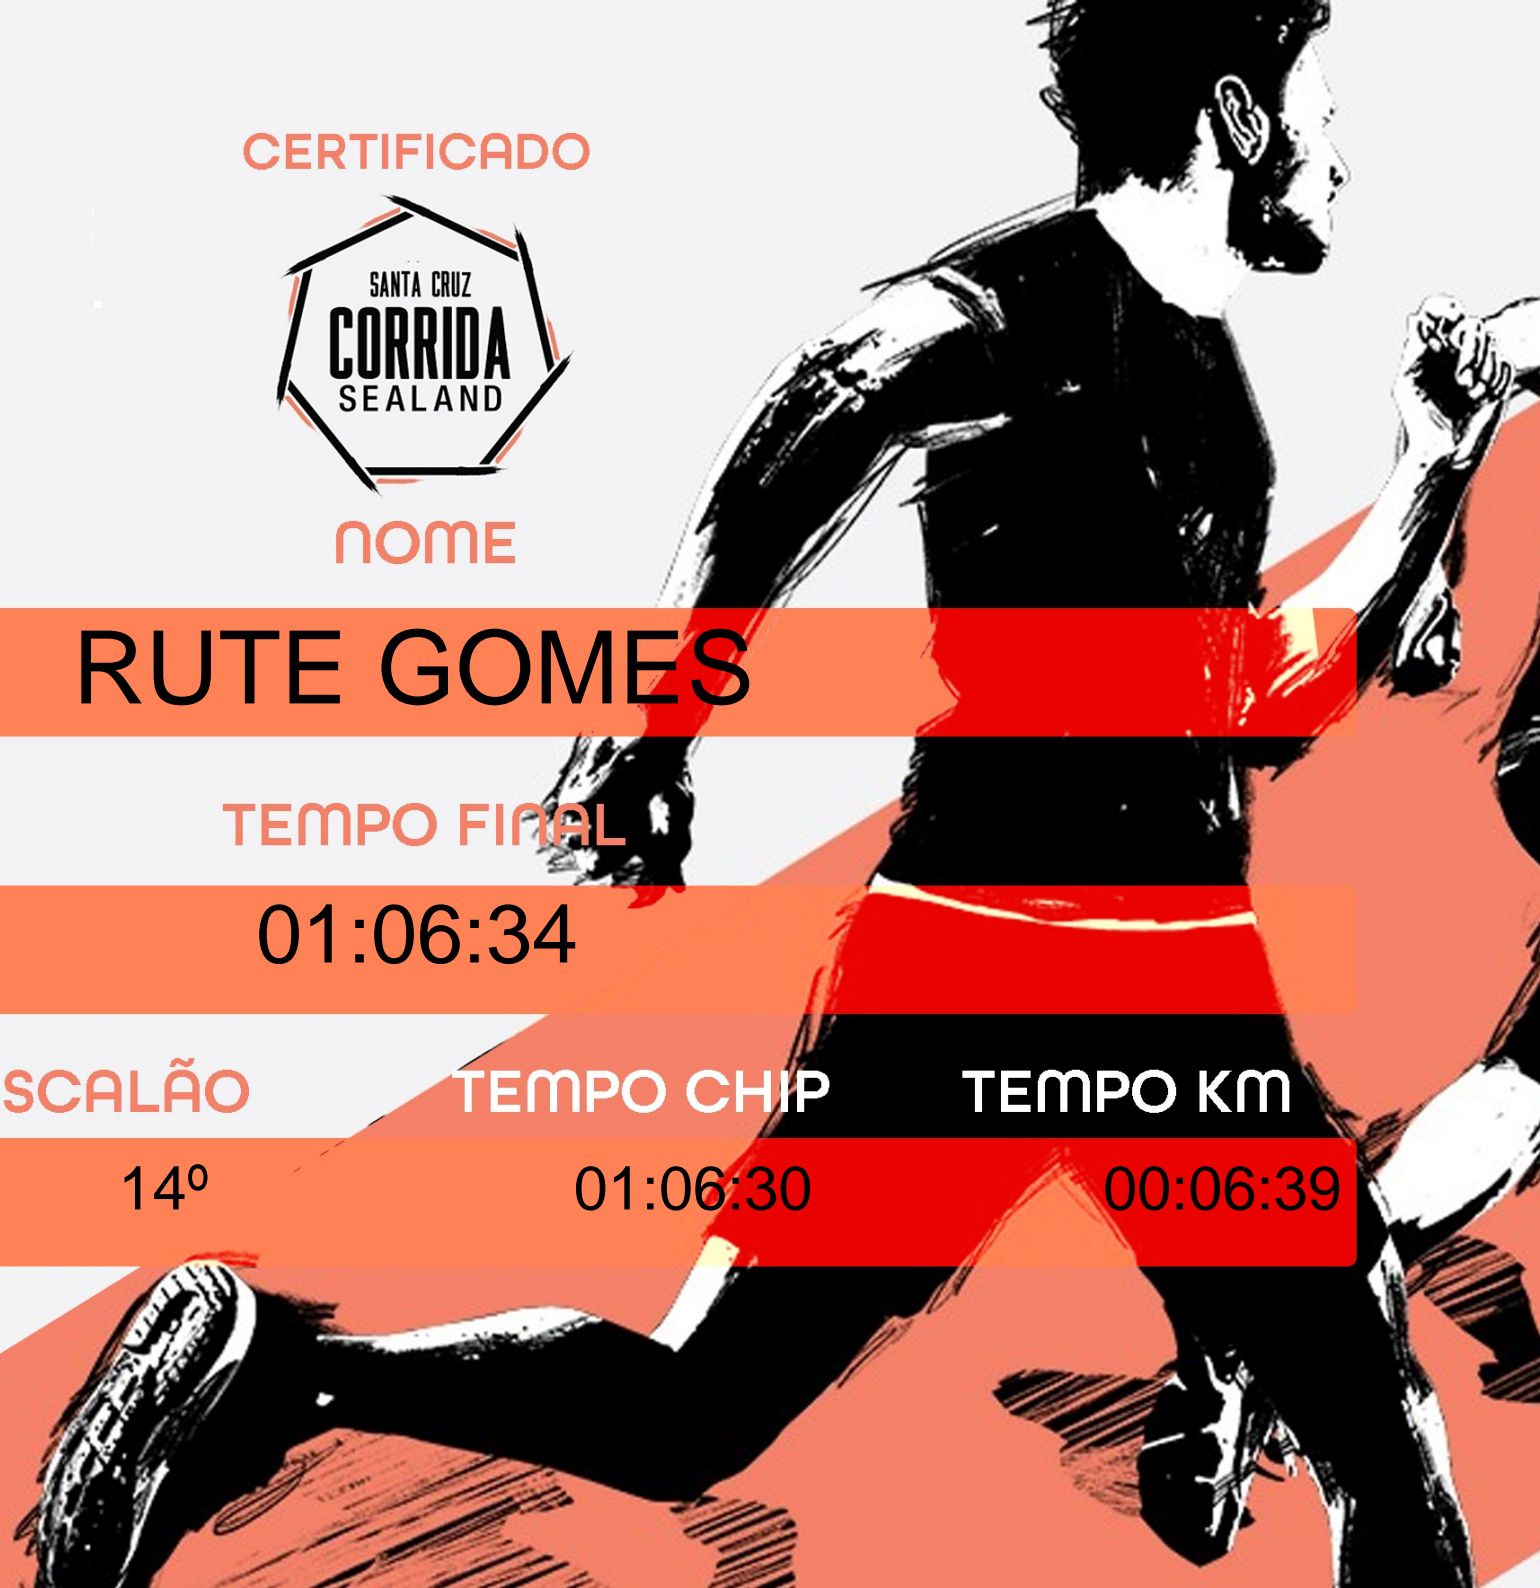 CERTIFICADO
SANTA CRUZ
CORRIDA
SEALAND
NOME
RUTE GOMES
TEMPO FINAL
01:06:34
SCALÃO TEMPO CHIP TEMPO KM
14º 01:06:30 00:06:39